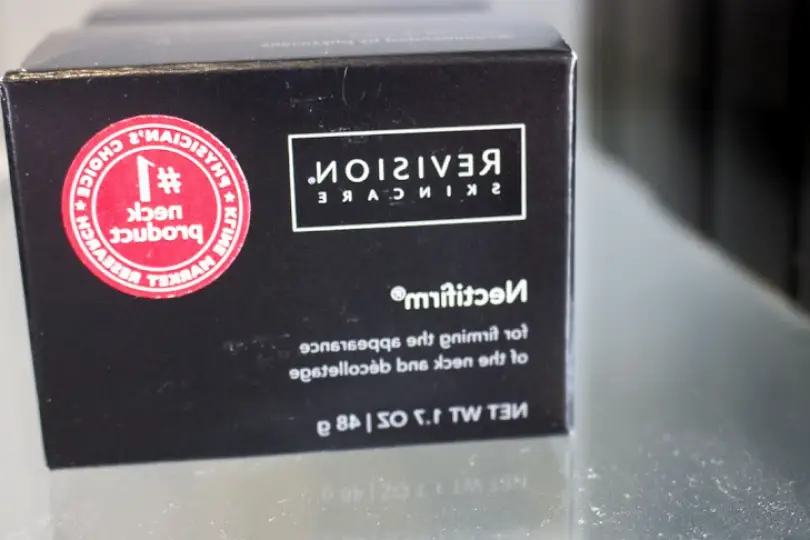 REVISION®
SKINCARE
PHYSICIAN'S CHOICE ★ KLINE MARKET RESEARCH ★
#1
neck
product
Nectifirm®
for firming the appearance
of the neck and décolletage
NET WT 1.7 OZ | 48 g